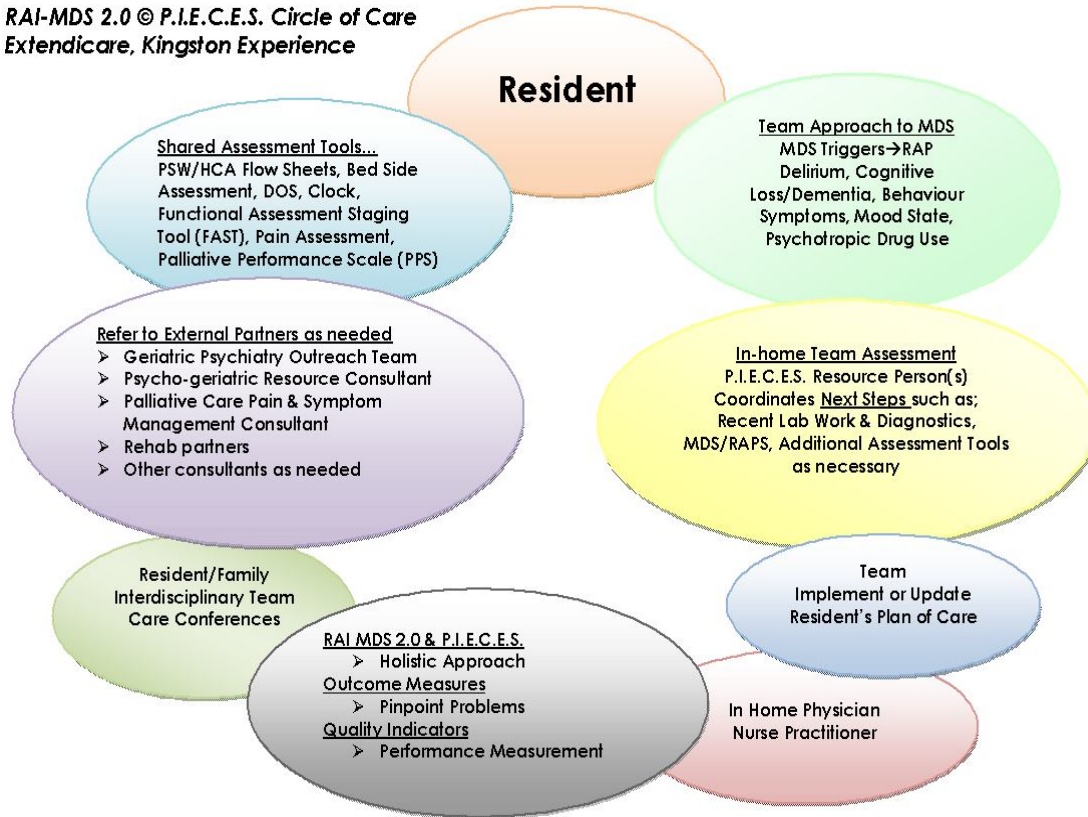 RAI-MDS 2.0 © P.I.E.C.E.S. Circle of Care
Extendicare, Kingston Experience
Resident
Team Approach to MDS
MDS Triggers→RAP
Delirium, Cognitive
Loss/Dementia, Behaviour
Symptoms, Mood State,
Psychotropic Drug Use
In-home Team Assessment
P.I.E.C.E.S. Resource Person(s)
Coordinates Next Steps such as;
Recent Lab Work & Diagnostics,
MDS/RAPS, Additional Assessment Tools
as necessary
Team
Implement or Update
Resident's Plan of Care
In Home Physician
Nurse Practitioner
RAI MDS 2.0 & P.I.E.C.E.S.
➢ Holistic Approach
Outcome Measures
➢ Pinpoint Problems
Quality Indicators
➢ Performance Measurement
Resident/Family
Interdisciplinary Team
Care Conferences
Refer to External Partners as needed
➢ Geriatric Psychiatry Outreach Team
➢ Psycho-geriatric Resource Consultant
➢ Palliative Care Pain & Symptom
Management Consultant
➢ Rehab partners
➢ Other consultants as needed
Shared Assessment Tools...
PSW/HCA Flow Sheets, Bed Side
Assessment, DOS, Clock,
Functional Assessment Staging
Tool (FAST), Pain Assessment,
Palliative Performance Scale (PPS)